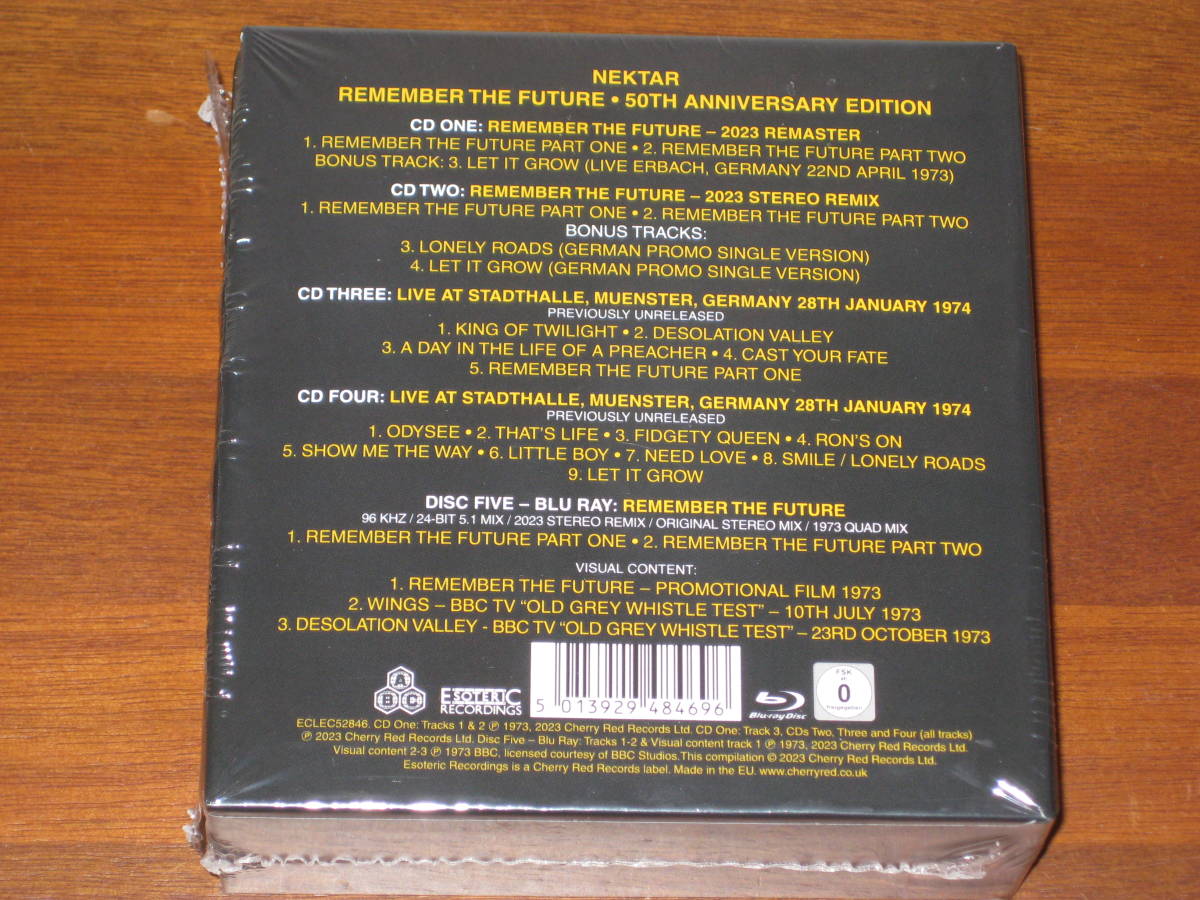 NEKTAR
REMEMBER THE FUTURE • 50TH ANNIVERSARY EDITION
CD ONE: REMEMBER THE FUTURE – 2023 REMASTER
1. REMEMBER THE FUTURE PART ONE • 2. REMEMBER THE FUTURE PART TWO
BONUS TRACK: 3. LET IT GROW (LIVE ERBACH, GERMANY 22ND APRIL 1973)
CD TWO: REMEMBER THE FUTURE – 2023 STEREO REMIX
1. REMEMBER THE FUTURE PART ONE • 2. REMEMBER THE FUTURE PART TWO
BONUS TRACKS:
3. LONELY ROADS (GERMAN PROMO SINGLE VERSION)
4. LET IT GROW (GERMAN PROMO SINGLE VERSION)
CD THREE: LIVE AT STADTHALLE, MUENSTER, GERMANY 28TH JANUARY 1974
PREVIOUSLY UNRELEASED
1. KING OF TWILIGHT • 2. DESOLATION VALLEY
3. A DAY IN THE LIFE OF A PREACHER • 4. CAST YOUR FATE
5. REMEMBER THE FUTURE PART ONE
CD FOUR: LIVE AT STADTHALLE, MUENSTER, GERMANY 28TH JANUARY 1974
PREVIOUSLY UNRELEASED
1. ODYSEE • 2. THAT'S LIFE • 3. FIDGETY QUEEN • 4. RON'S ON
5. SHOW ME THE WAY • 6. LITTLE BOY • 7. NEED LOVE • 8. SMILE / LONELY ROADS
9. LET IT GROW
DISC FIVE – BLU RAY: REMEMBER THE FUTURE
96 KHZ / 24-BIT 5.1 MIX / 2023 STEREO REMIX / ORIGINAL STEREO MIX / 1973 QUAD MIX
1. REMEMBER THE FUTURE PART ONE • 2. REMEMBER THE FUTURE PART TWO
VISUAL CONTENT:
1. REMEMBER THE FUTURE – PROMOTIONAL FILM 1973
2. WINGS – BBC TV “OLD GREY WHISTLE TEST” – 10TH JULY 1973
3. DESOLATION VALLEY - BBC TV “OLD GREY WHISTLE TEST” – 23RD OCTOBER 1973
A
B C
ESOTERIC
RECORDINGS
5 013929 484696
Blu-ray Disc
FSK
ab
0
freigegeben
ECLEC52846. CD One: Tracks 1 & 2 ℗ 1973, 2023 Cherry Red Records Ltd. CD One: Track 3, CDs Two, Three and Four (all tracks)
℗ 2023 Cherry Red Records Ltd. Disc Five – Blu Ray: Tracks 1-2 & Visual content track 1 ℗ 1973, 2023 Cherry Red Records Ltd.
Visual content 2-3 ℗ 1973 BBC, licensed courtesy of BBC Studios. This compilation © 2023 Cherry Red Records Ltd.
Esoteric Recordings is a Cherry Red Records label. Made in the EU. www.cherryred.co.uk